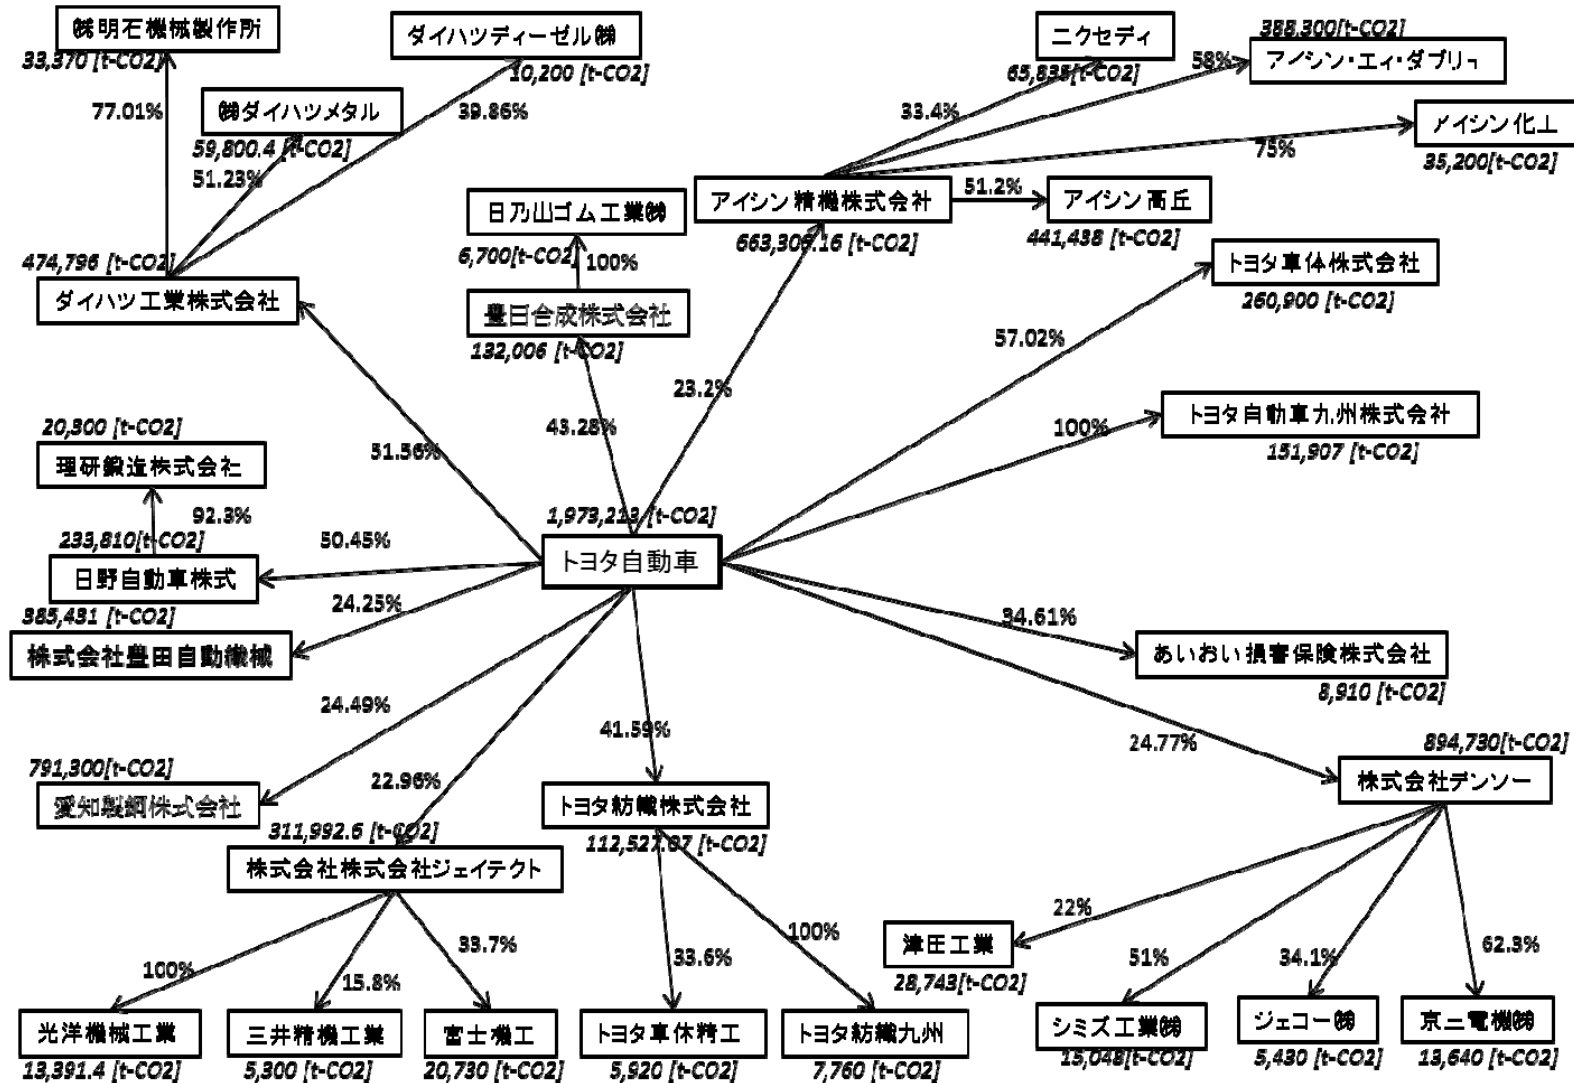 ㈱明石機械製作所
33,370 [t-CO2]
77.01%
ダイハツディーゼル㈱
10,200 [t-CO2]
39.86%
㈱ダイハツメタル
59,800.4 [t-CO2]
51.23%
ニクセディ
65,835[t-CO2]
33.4%
388,300[t-CO2]
アイシン・エィ・ダブリュ
58%
アイシン化工
35,200[t-CO2]
75%
アイシン精機株式会社
663,306.16 [t-CO2]
51.2%
アイシン高丘
441,438 [t-CO2]
日乃出ゴム工業㈱
6,700[t-CO2]
100%
474,796 [t-CO2]
ダイハツ工業株式会社
豊田合成株式会社
132,006 [t-CO2]
トヨタ車体株式会社
260,900 [t-CO2]
57.02%
23.2%
43.28%
51.56%
トヨタ自動車九州株式会社
151,907 [t-CO2]
100%
20,300 [t-CO2]
理研鍛造株式会社
92.3%
233,810[t-CO2]
日野自動車株式
50.45%
1,973,213 [t-CO2]
トヨタ自動車
24.25%
385,431 [t-CO2]
株式会社豊田自動織機
34.61%
あいおい損害保険株式会社
8,910 [t-CO2]
24.49%
791,300[t-CO2]
愛知製鋼株式会社
22.96%
41.59%
24.77%
894,730[t-CO2]
株式会社デンソー
311,992.6 [t-CO2]
株式会社株式会社ジェイテクト
トヨタ紡織株式会社
112,527.07 [t-CO2]
22%
28,743[t-CO2]
100%
15.8%
33.7%
33.6%
100%
51%
34.1%
62.3%
光洋機械工業
13,391.4 [t-CO2]
三井精機工業
5,300 [t-CO2]
富士機工
20,730 [t-CO2]
トヨタ車体精工
5,920 [t-CO2]
トヨタ紡織九州
7,760 [t-CO2]
シミズ工業㈱
15,048[t-CO2]
ジェコー㈱
5,430 [t-CO2]
京三電機㈱
13,640 [t-CO2]